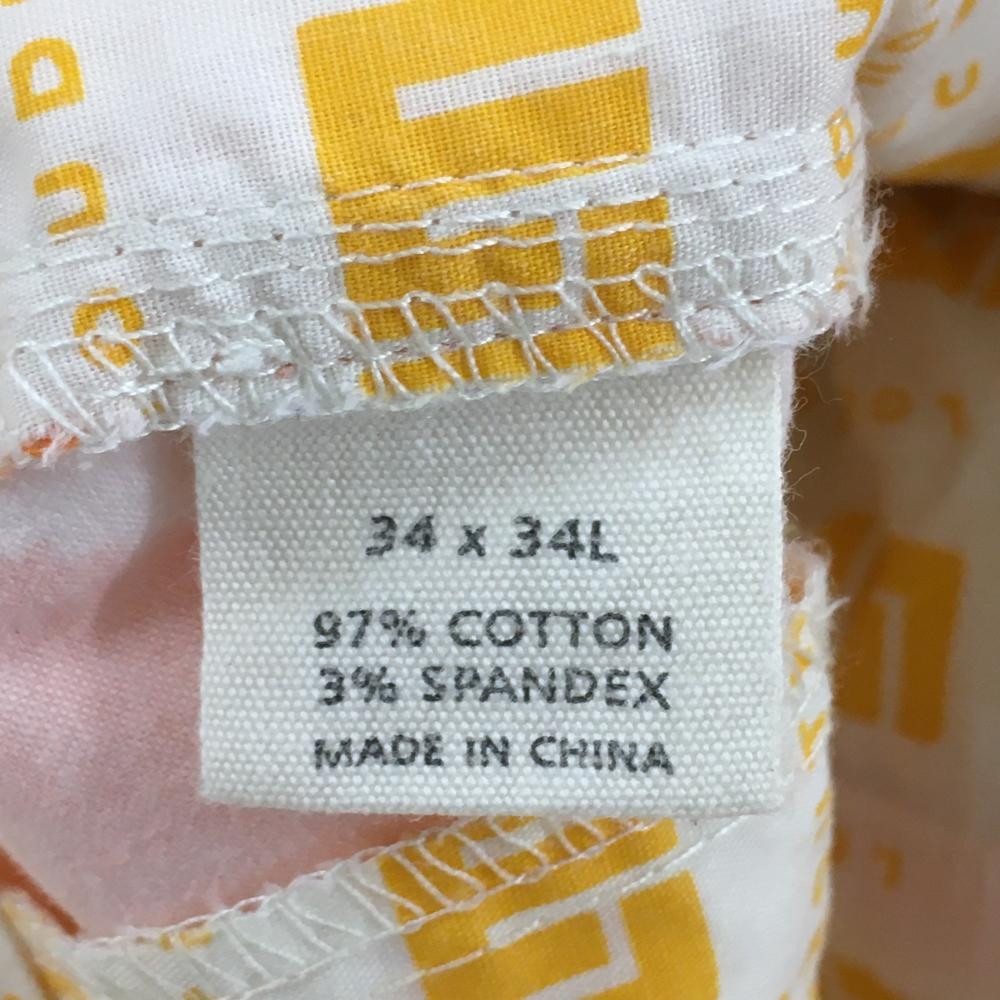 34 x 34L
97% COTTON
3% SPANDEX
MADE IN CHINA